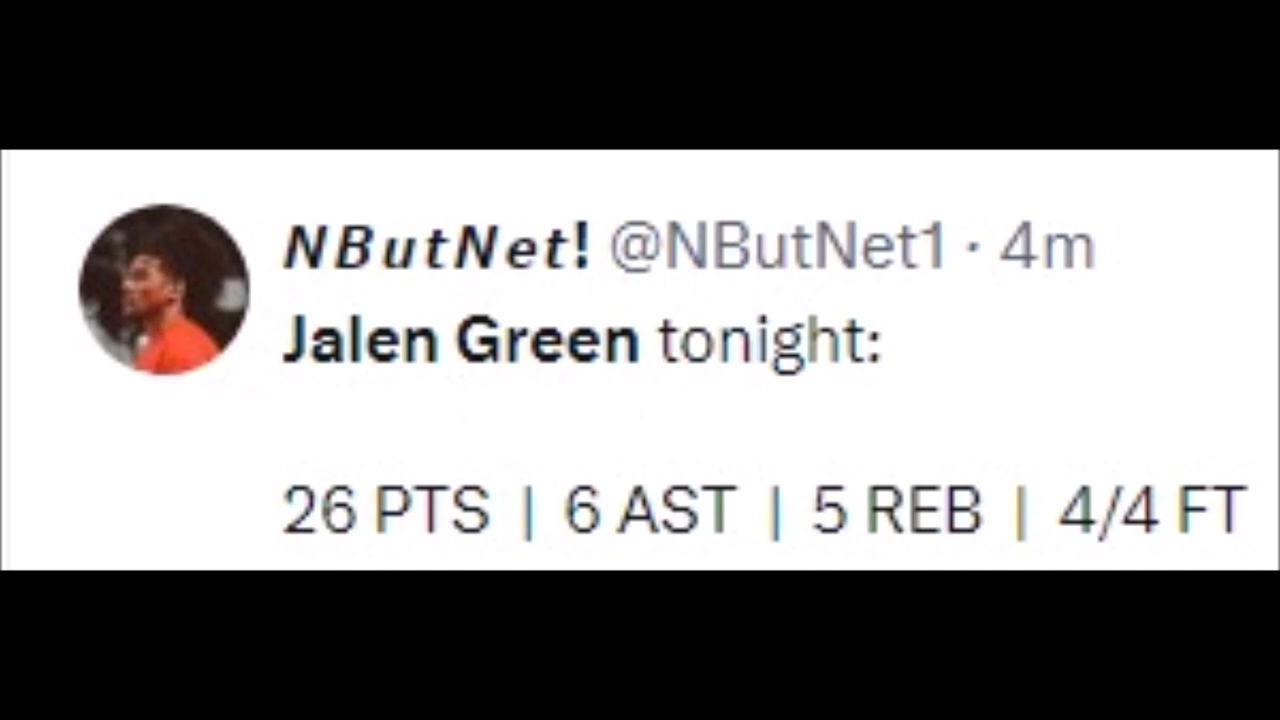 NButNet! @NButNet1 · 4m
Jalen Green tonight:
26 PTS | 6 AST | 5 REB | 4/4 FT